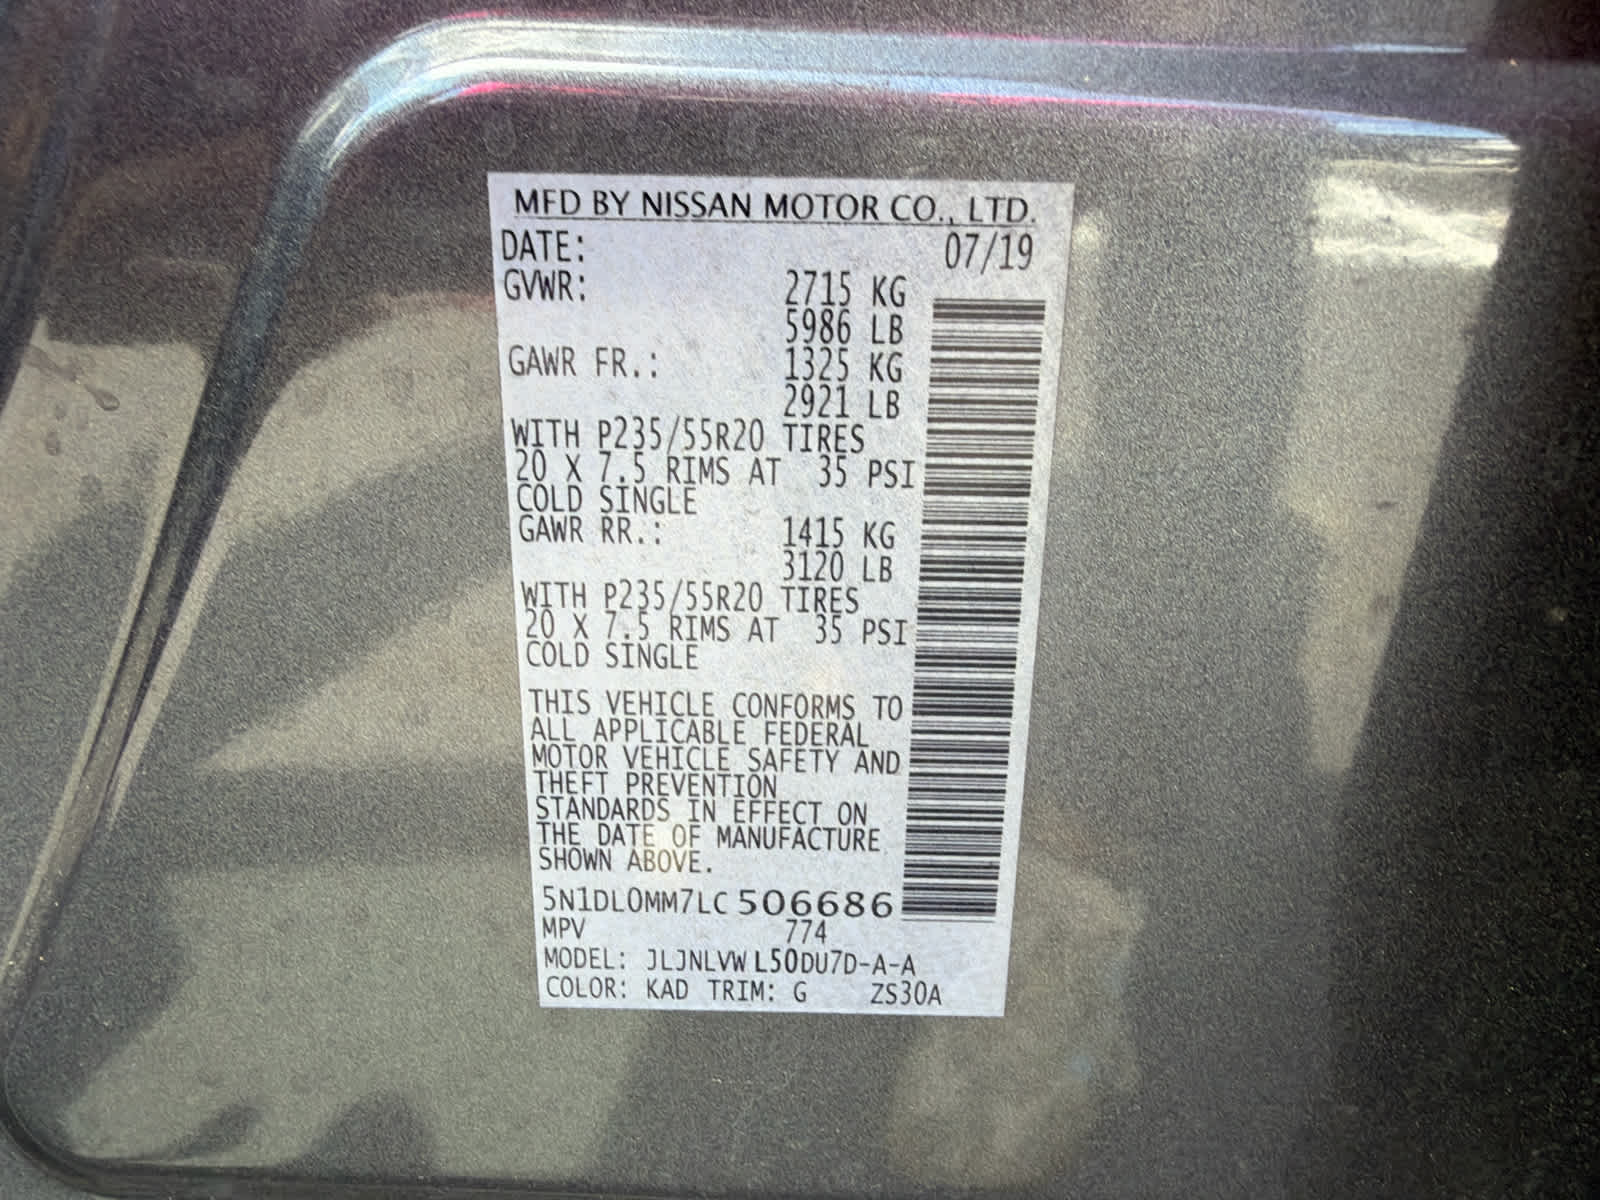 MFD BY NISSAN MOTOR CO., LTD.
DATE: 07/19
GVWR: 2715 KG
5986 LB
GAWR FR.: 1325 KG
2921 LB
WITH P235/55R20 TIRES
20 X 7.5 RIMS AT 35 PSI
COLD SINGLE
GAWR RR.: 1415 KG
3120 LB
WITH P235/55R20 TIRES
20 X 7.5 RIMS AT 35 PSI
COLD SINGLE
THIS VEHICLE CONFORMS TO
ALL APPLICABLE FEDERAL
MOTOR VEHICLE SAFETY AND
THEFT PREVENTION
STANDARDS IN EFFECT ON
THE DATE OF MANUFACTURE
SHOWN ABOVE.
5N1DL0MM7LC506686
MPV 774
MODEL: JLJNLVW L50DU7D-A-A
COLOR: KAD TRIM: G ZS30A